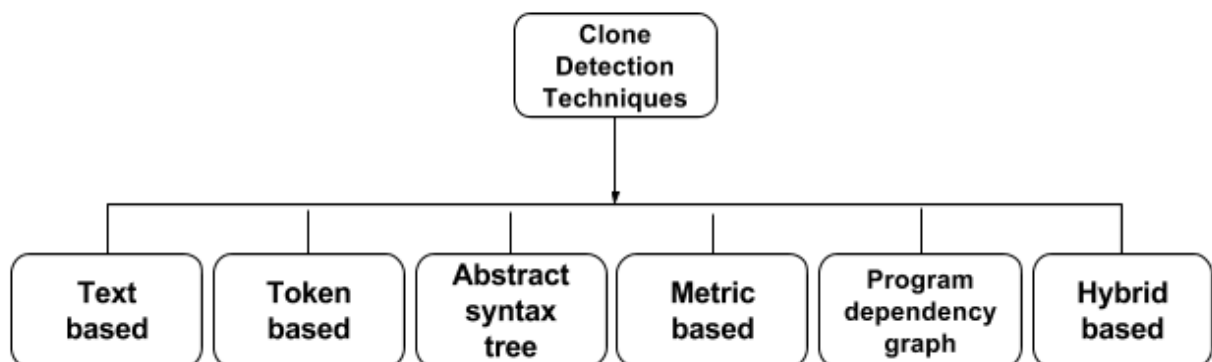 Clone
Detection
Techniques
Text
based
Token
based
Abstract
syntax
tree
Metric
based
Program
dependency
graph
Hybrid
based